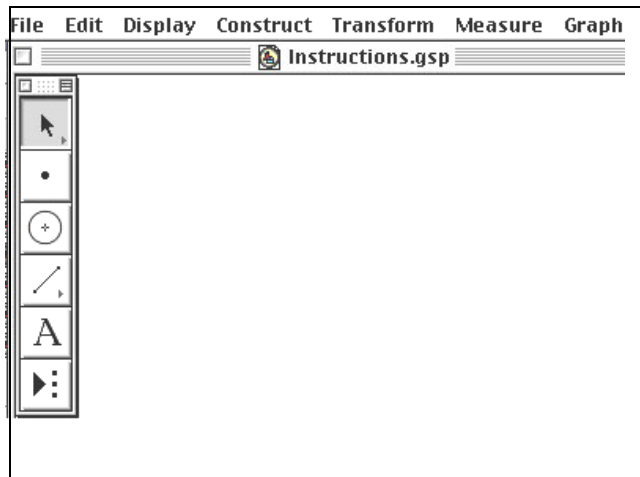 File Edit Display Construct Transform Measure Graph
Instructions.gsp
A